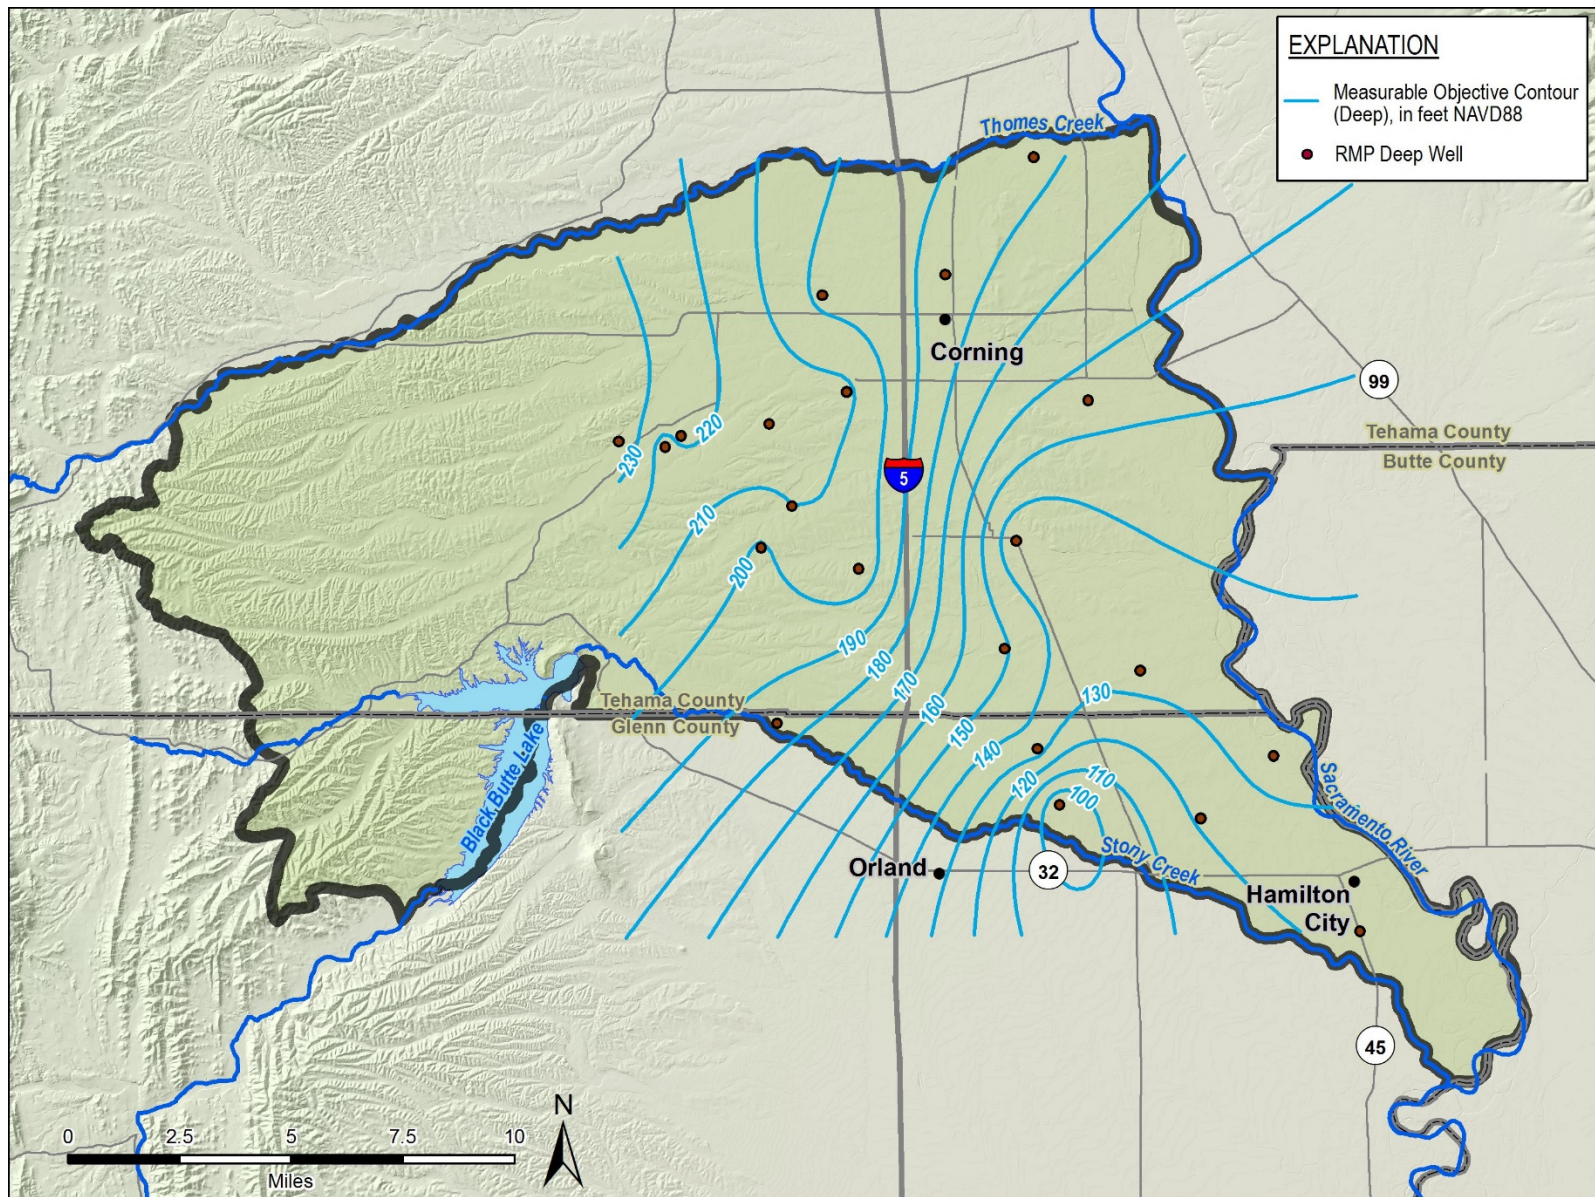 EXPLANATION
Measurable Objective Contour
(Deep), in feet NAVD88
RMP Deep Well
Thomes Creek
Corning
99
Tehama County
Butte County
220
230
5
210
200
190
180
170
160
150
140
130
120
110
100
Tehama County
Glenn County
Black Butte Lake
Sacramento River
Stony Creek
Orland
32
Hamilton
City
45
N
0 2.5 5 7.5 10
Miles